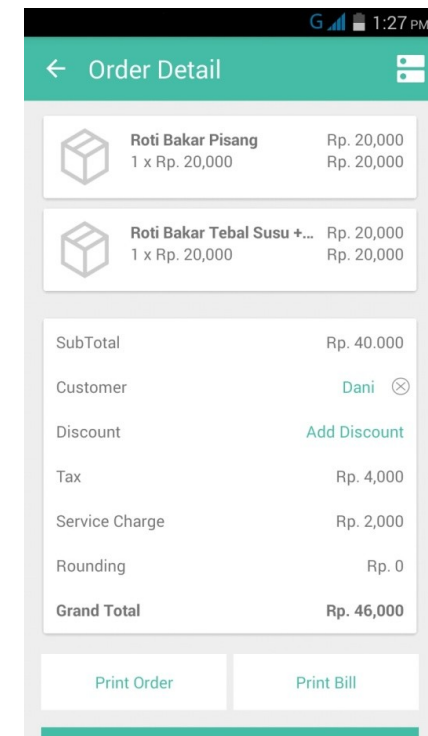 G 1:27 PM
Order Detail
Roti Bakar Pisang Rp. 20,000
1 x Rp. 20,000 Rp. 20,000
Roti Bakar Tebal Susu +... Rp. 20,000
1 x Rp. 20,000 Rp. 20,000
SubTotal Rp. 40.000
Customer Dani
Discount Add Discount
Tax Rp. 4,000
Service Charge Rp. 2,000
Rounding Rp. 0
Grand Total Rp. 46,000
Print Order Print Bill